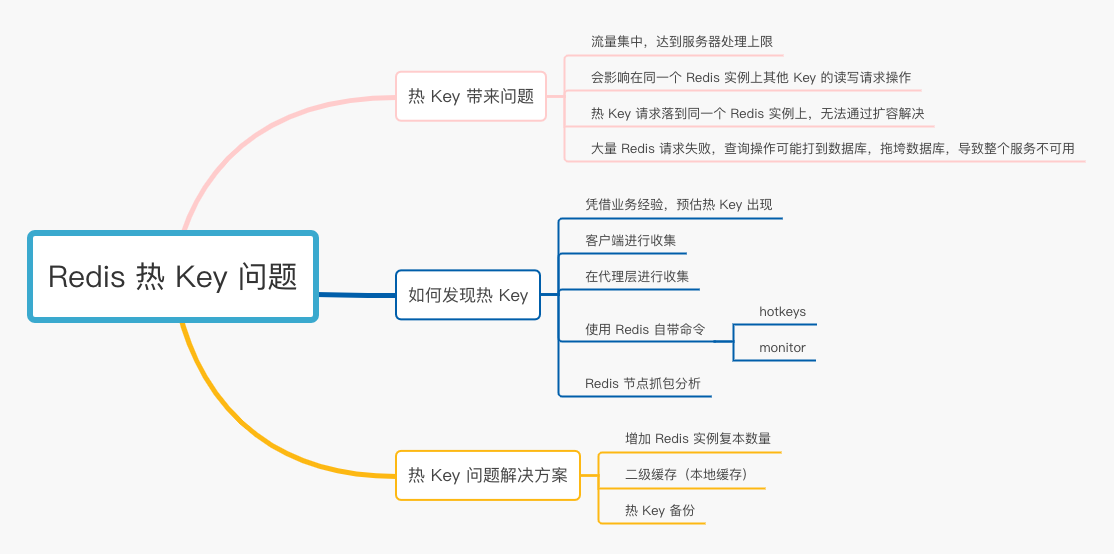 Redis 热 Key 问题
热 Key 带来问题
流量集中，达到服务器处理上限
会影响在同一个 Redis 实例上其他 Key 的读写请求操作
热 Key 请求落到同一个 Redis 实例上，无法通过扩容解决
大量 Redis 请求失败，查询操作可能打到数据库，拖垮数据库，导致整个服务不可用
如何发现热 Key
凭借业务经验，预估热 Key 出现
客户端进行收集
在代理层进行收集
使用 Redis 自带命令
hotkeys
monitor
Redis 节点抓包分析
热 Key 问题解决方案
增加 Redis 实例复本数量
二级缓存（本地缓存）
热 Key 备份